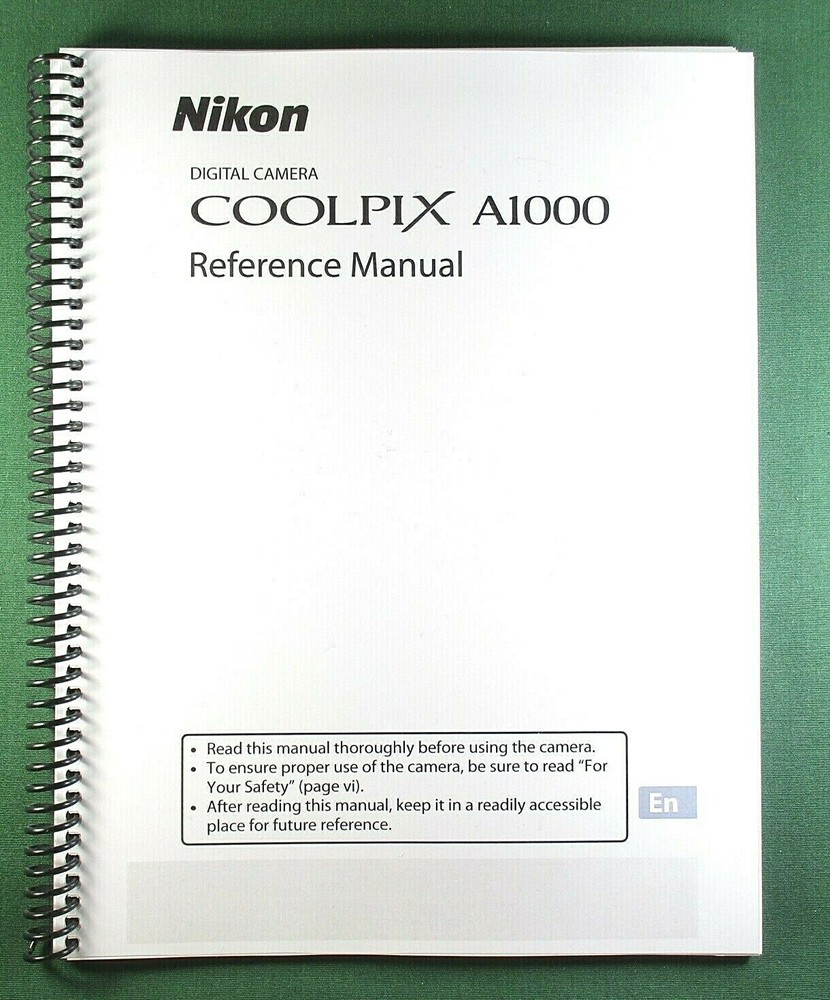 Nikon
DIGITAL CAMERA
COOLPIX A1000
Reference Manual
• Read this manual thoroughly before using the camera.
• To ensure proper use of the camera, be sure to read “For
Your Safety” (page vi).
• After reading this manual, keep it in a readily accessible
place for future reference.
En